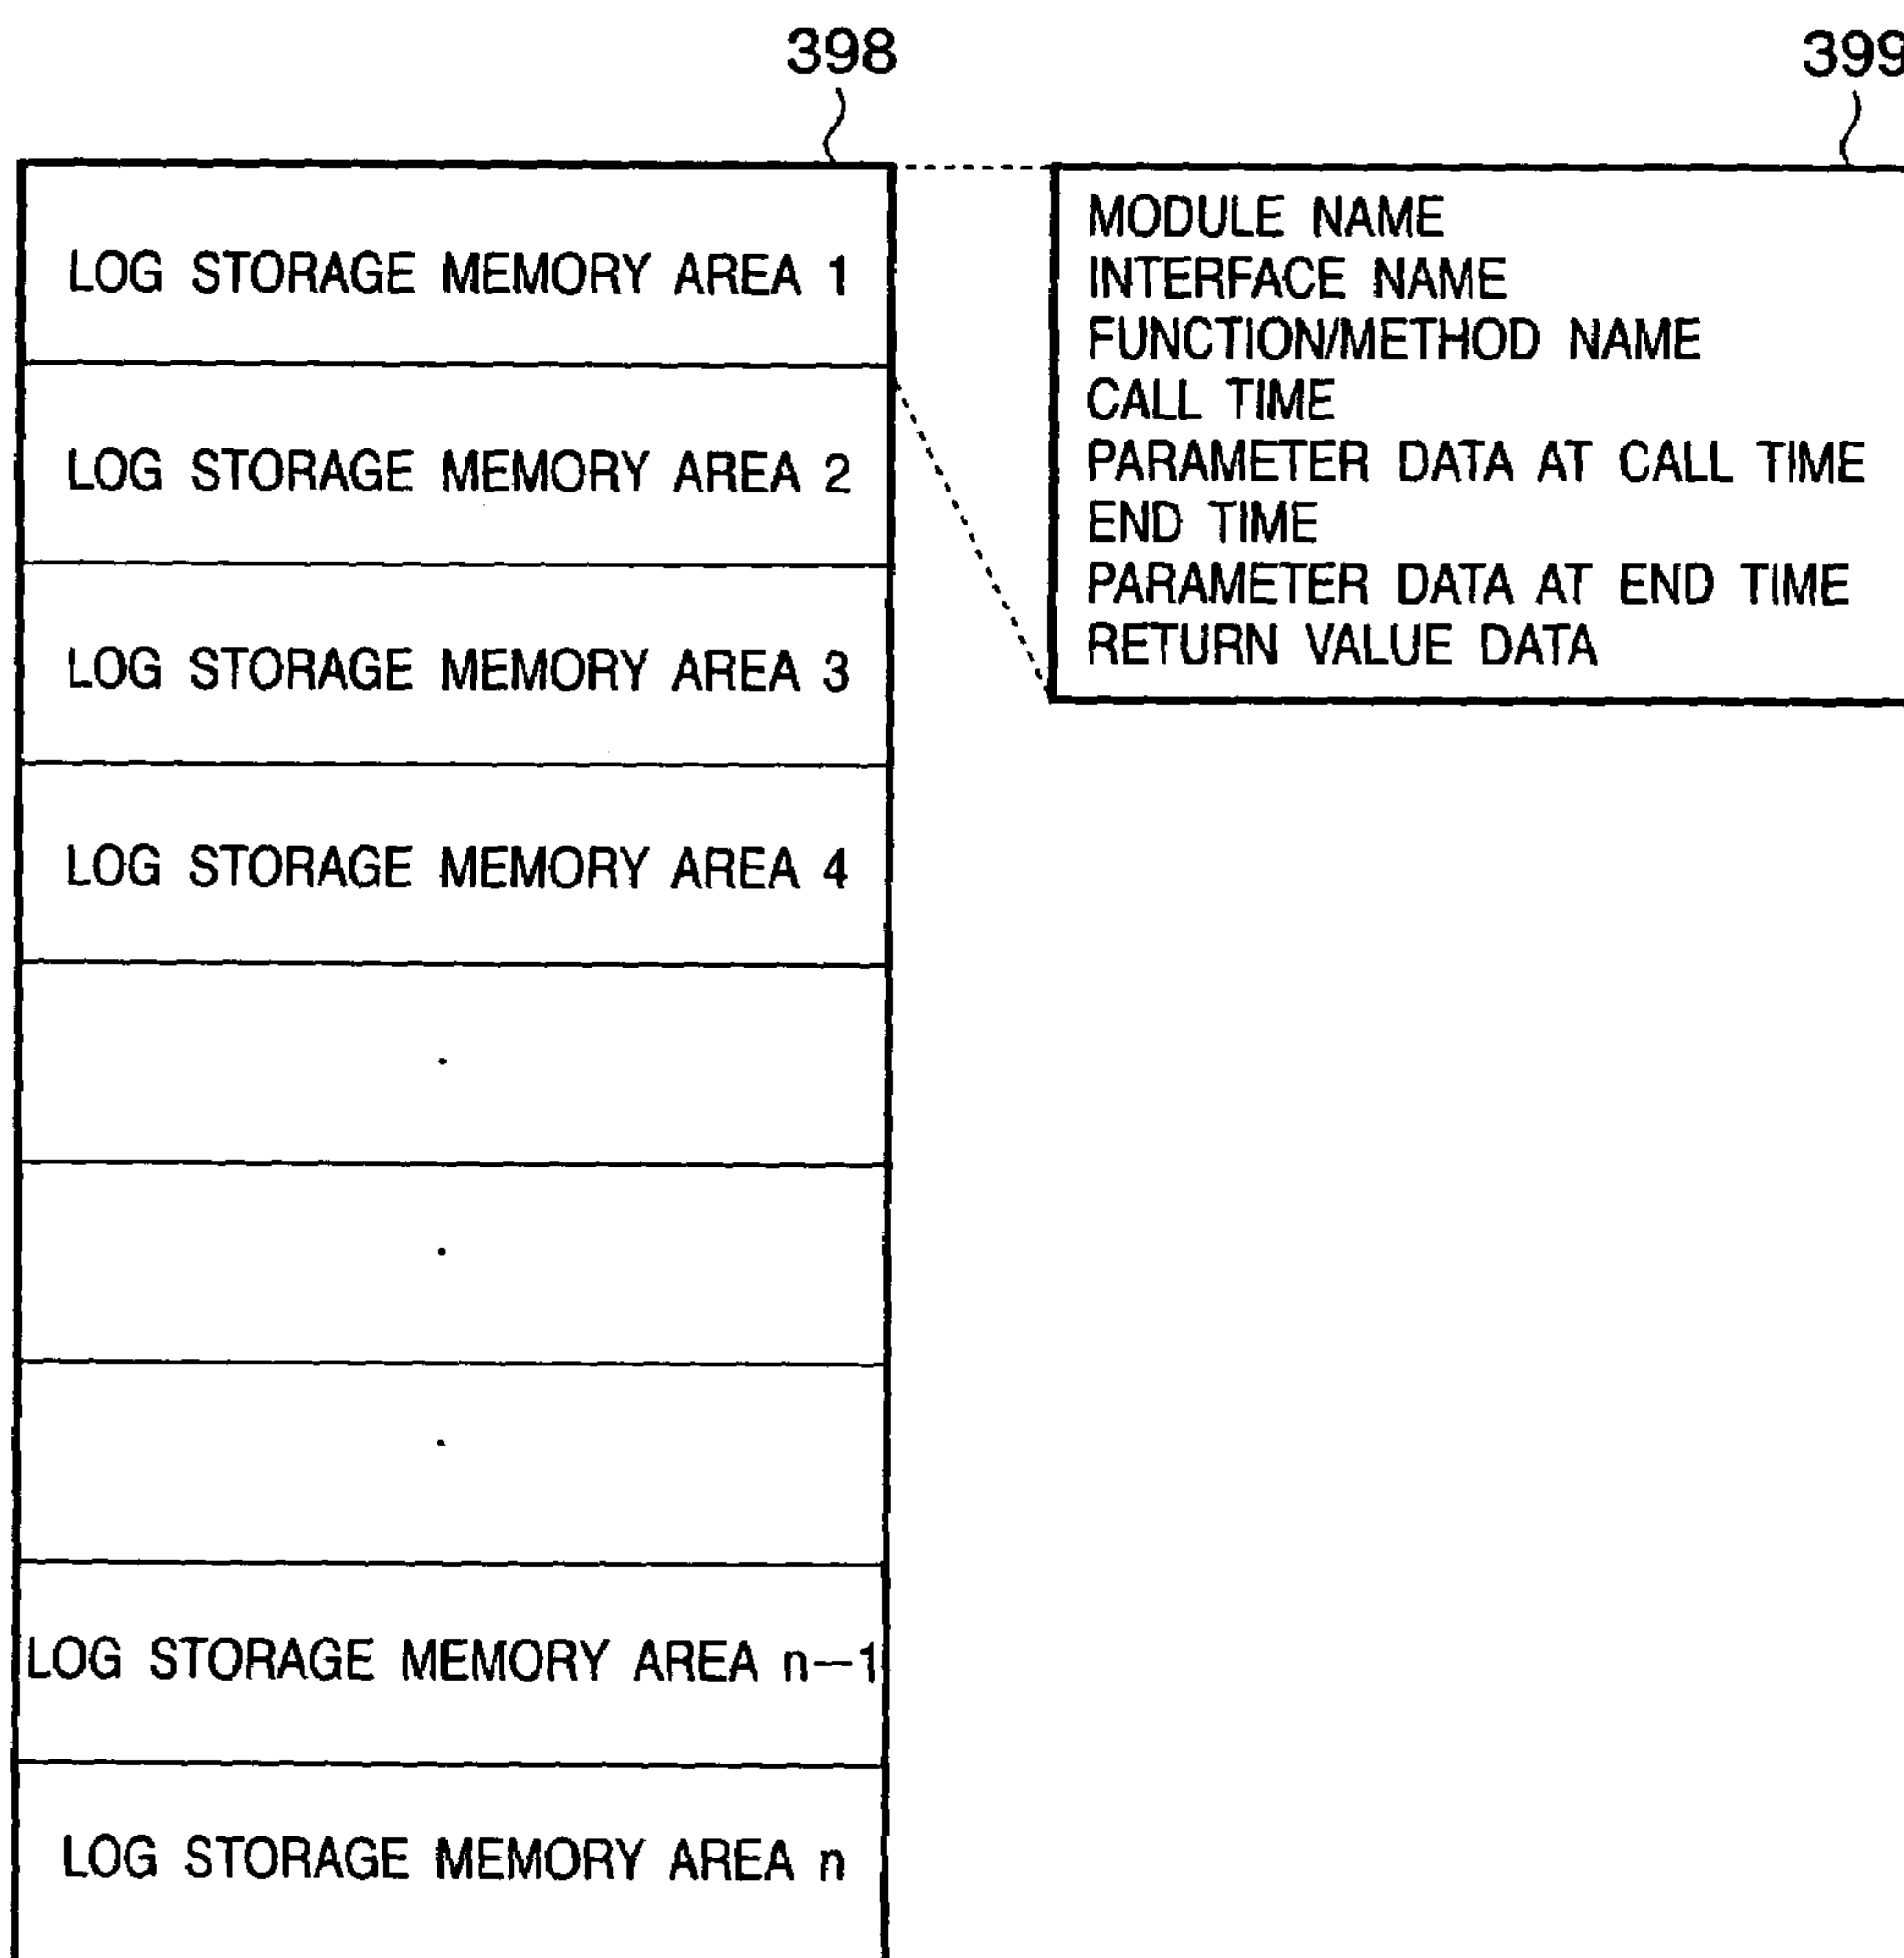 398
399
LOG STORAGE MEMORY AREA 1
LOG STORAGE MEMORY AREA 2
LOG STORAGE MEMORY AREA 3
LOG STORAGE MEMORY AREA 4
.
.
.
LOG STORAGE MEMORY AREA n-1
LOG STORAGE MEMORY AREA n
MODULE NAME
INTERFACE NAME
FUNCTION/METHOD NAME
CALL TIME
PARAMETER DATA AT CALL TIME
END TIME
PARAMETER DATA AT END TIME
RETURN VALUE DATA